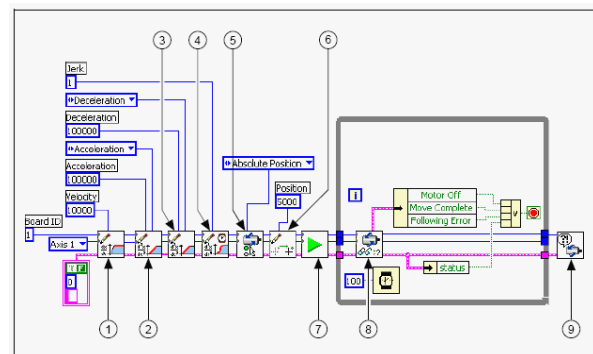 3
4
5
6
Jerk
1
Deceleration
Deceleration
100000
Acceleration
Acceleration
100000
Velocity
10000
Board ID
1
Axis 1
T F
0
Absolute Position
Position
5000
i
Motor Off
Move Complete
Following Error
V
status
100
1
2
7
8
9